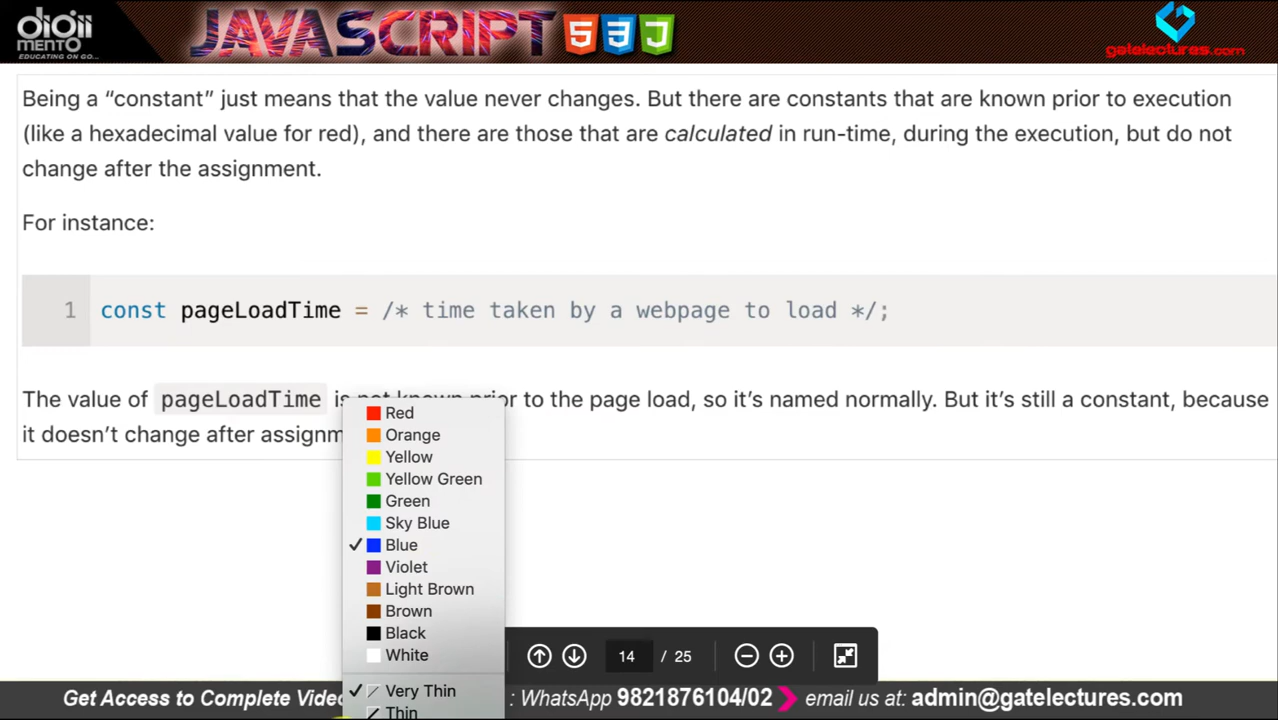 digii
MENTO
EDUCATING ON GO...
JAVASCRIPT 5 3 J
gatelectures.com
Being a “constant” just means that the value never changes. But there are constants that are known prior to execution
(like a hexadecimal value for red), and there are those that are calculated in run-time, during the execution, but do not
change after the assignment.
For instance:
1 const pageLoadTime = /* time taken by a webpage to load */;
The value of pageLoadTime is not known prior to the page load, so it’s named normally. But it’s still a constant, because
it doesn’t change after assignm
Red
Orange
Yellow
Yellow Green
Green
Sky Blue
Blue
Violet
Light Brown
Brown
Black
White
Very Thin
Thin
14 / 25
Get Access to Complete Vide : WhatsApp 9821876104/02 email us at: admin@gatelectures.com